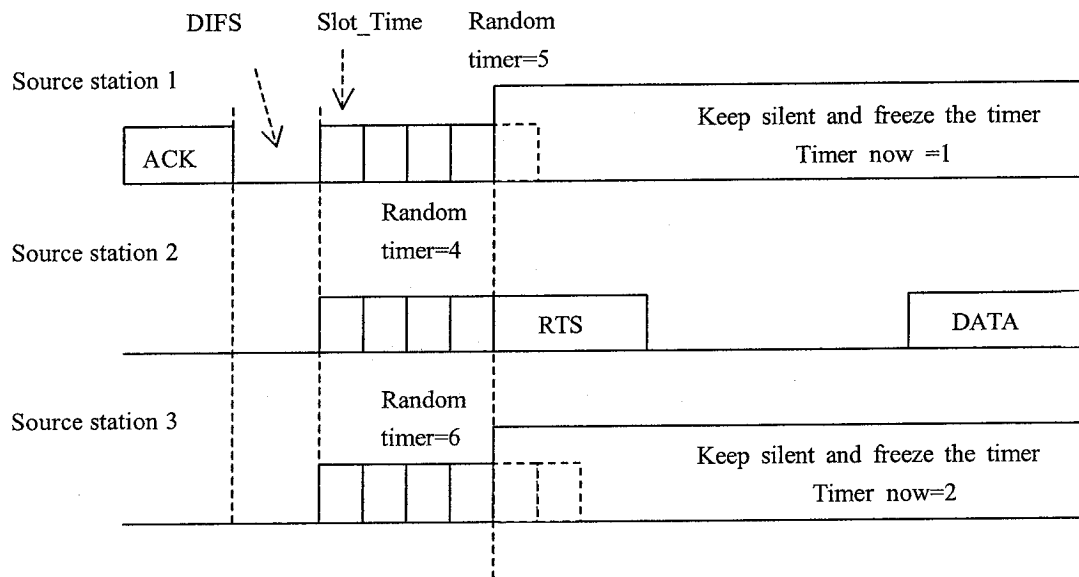 DIFS
Slot_Time
Random
timer=5
Source station 1
Keep silent and freeze the timer
Timer now =1
ACK
Random
timer=4
Source station 2
RTS
DATA
Random
timer=6
Source station 3
Keep silent and freeze the timer
Timer now=2